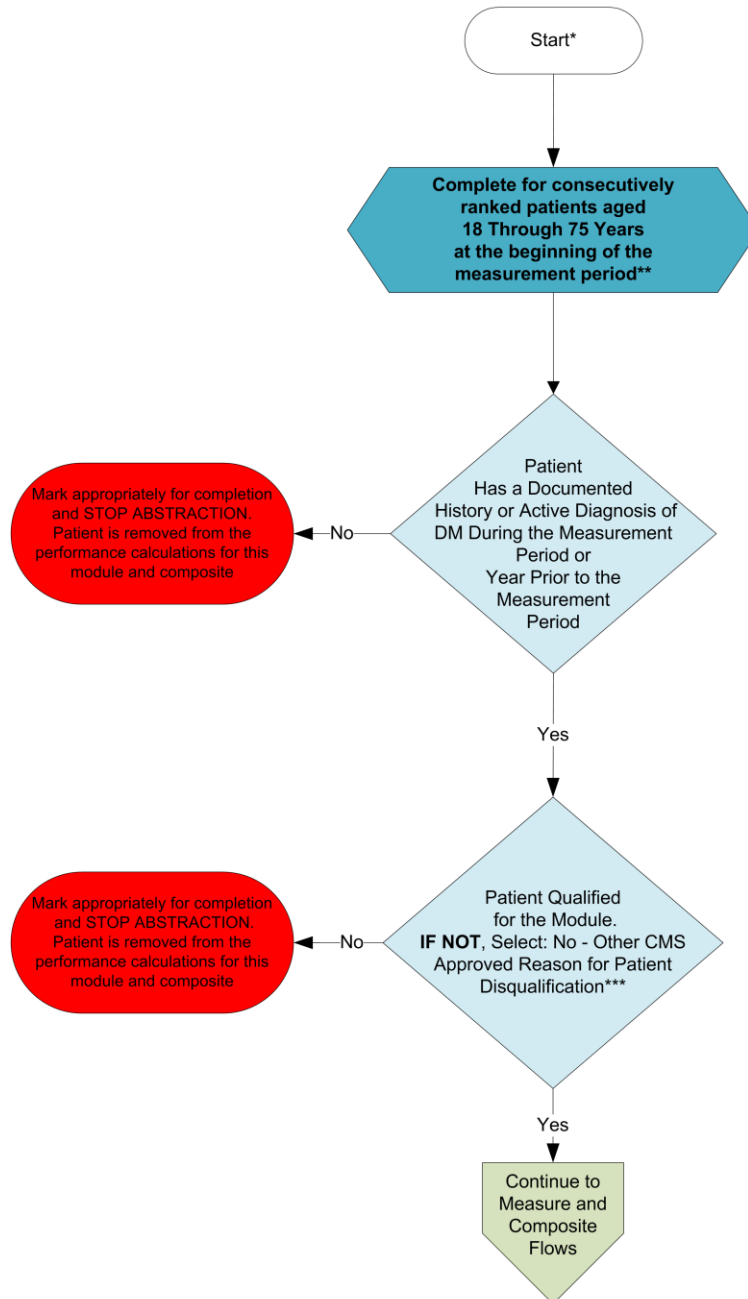 Start*
Complete for consecutively
ranked patients aged
18 Through 75 Years
at the beginning of the
measurement period**
Patient
Has a Documented
History or Active Diagnosis of
DM During the Measurement
Period or
Year Prior to the
Measurement
Period
No
Mark appropriately for completion
and STOP ABSTRACTION.
Patient is removed from the
performance calculations for this
module and composite
Yes
Patient Qualified
for the Module.
IF NOT, Select: No - Other CMS
Approved Reason for Patient
Disqualification***
No
Mark appropriately for completion
and STOP ABSTRACTION.
Patient is removed from the
performance calculations for this
module and composite
Yes
Continue to
Measure and
Composite
Flows